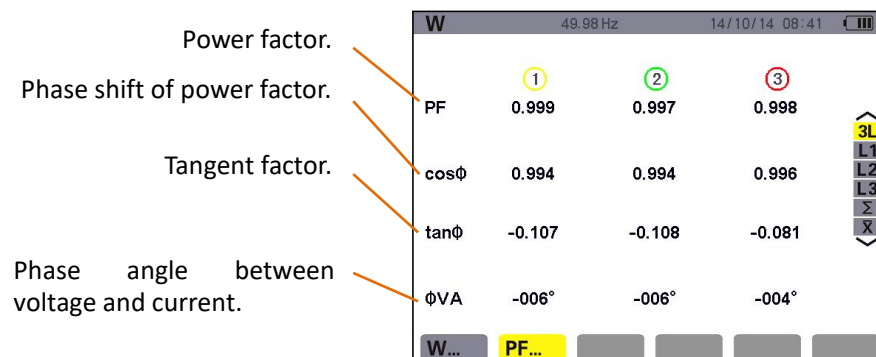 W 49.98 Hz 14/10/14 08:41
Power factor.
1 2 3
Phase shift of power factor.
PF 0.999 0.997 0.998
3L
L1
Tangent factor.
cosϕ 0.994 0.994 0.996
L2
L3
Σ
X̅
tanϕ -0.107 -0.108 -0.081
Phase angle between
voltage and current.
ϕVA -006° -006° -004°
W... PF...